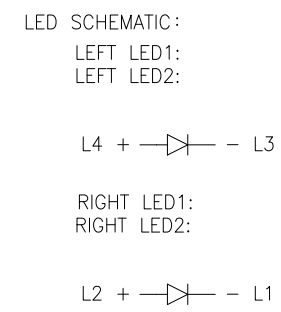 LED SCHEMATIC:
LEFT LED1:
LEFT LED2:
L4 + - L3
RIGHT LED1:
RIGHT LED2:
L2 + - L1